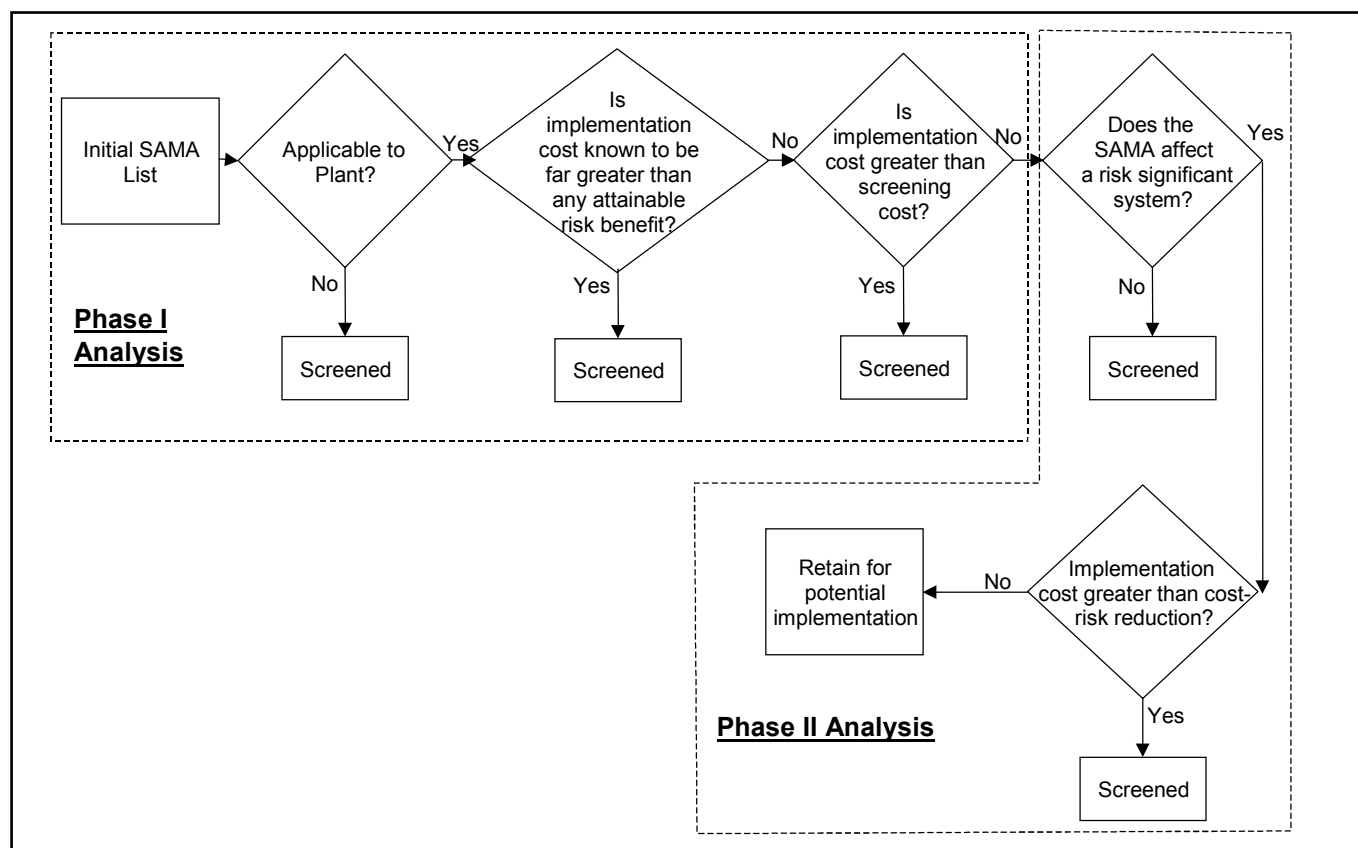 Initial SAMA
List
Applicable to
Plant?
Yes
No
Screened
Is
implementation
cost known to be
far greater than
any attainable
risk benefit?
No
Yes
Screened
Is
implementation
cost greater than
screening
cost?
No
Yes
Screened
Does the
SAMA affect
a risk significant
system?
Yes
No
Screened
Phase I
Analysis
Implementation
cost greater than cost-
risk reduction?
No
Retain for
potential
implementation
Yes
Screened
Phase II Analysis